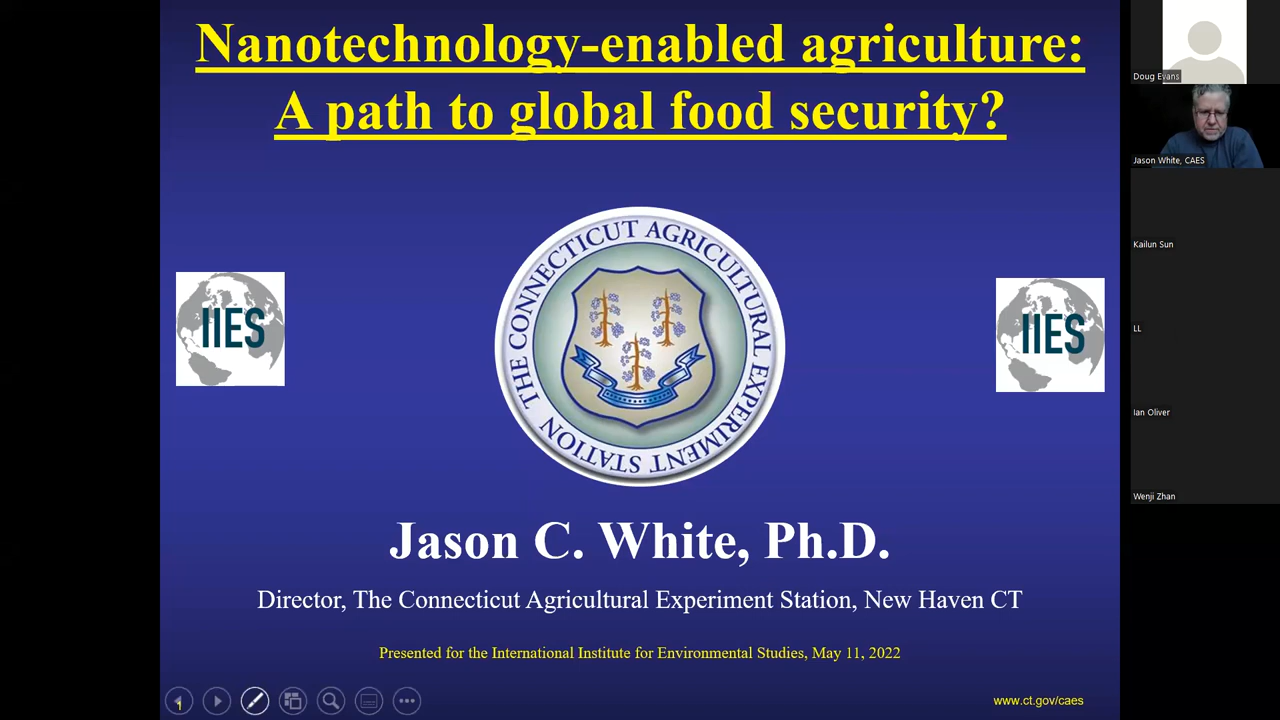 Nanotechnology-enabled agriculture:
A path to global food security?
THE CONNECTICUT AGRICULTURAL EXPERIMENT STATION
IIES
IIES
Jason C. White, Ph.D.
Director, The Connecticut Agricultural Experiment Station, New Haven CT
Presented for the International Institute for Environmental Studies, May 11, 2022
1
www.ct.gov/caes
Doug Evans
Jason White, CAES
Kailun Sun
LL
Ian Oliver
Wenji Zhan